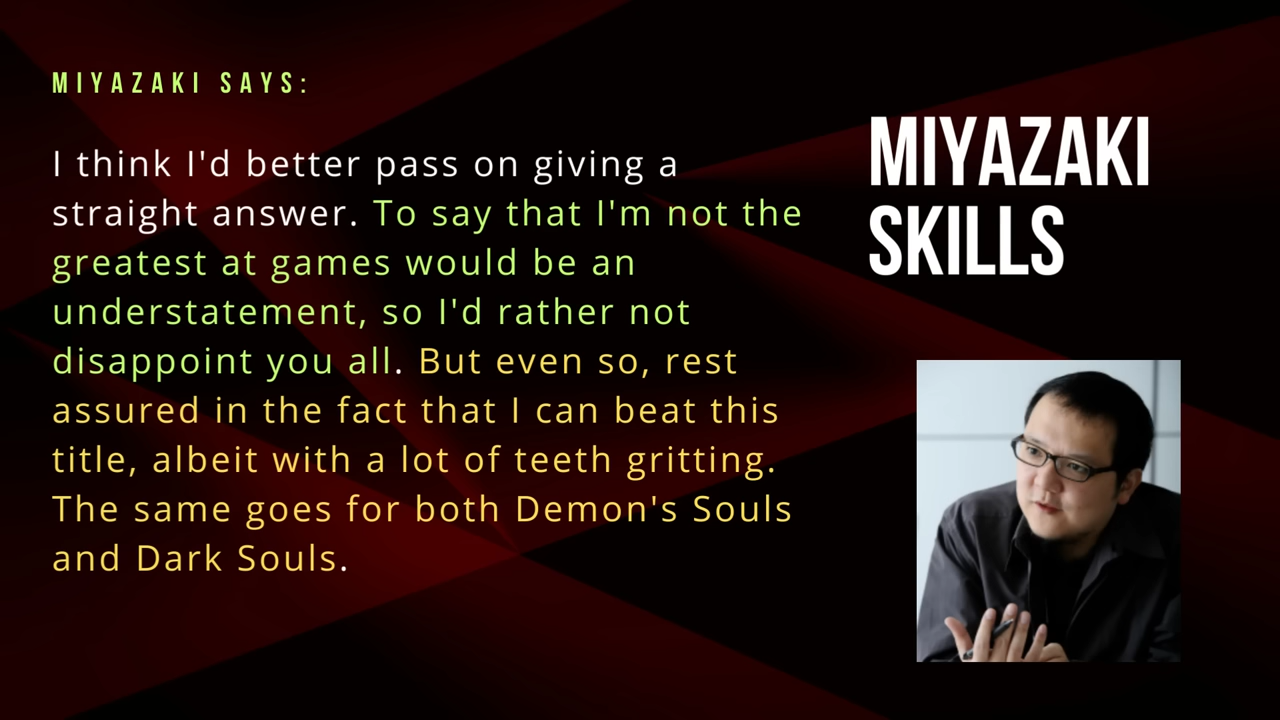 MIYAZAKI SAYS:
I think I'd better pass on giving a
straight answer. To say that I'm not the
greatest at games would be an
understatement, so I'd rather not
disappoint you all. But even so, rest
assured in the fact that I can beat this
title, albeit with a lot of teeth gritting.
The same goes for both Demon's Souls
and Dark Souls.
MIYAZAKI
SKILLS